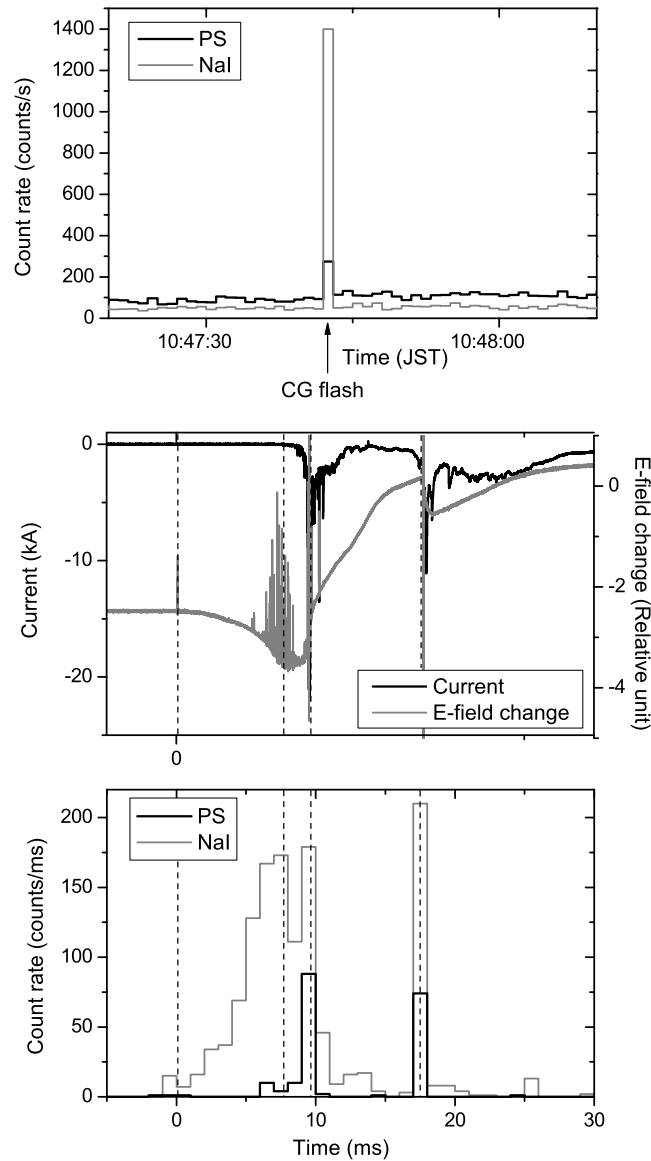 1400
1200
1000
800
600
400
200
0
Count rate (counts/s)
PS
NaI
10:47:30
10:48:00
Time (JST)
CG flash
0
-10
-20
Current (kA)
0
-2
-4
E-field change (Relative unit)
Current
E-field change
0
200
150
100
50
0
Count rate (counts/ms)
PS
NaI
0
10
20
30
Time (ms)